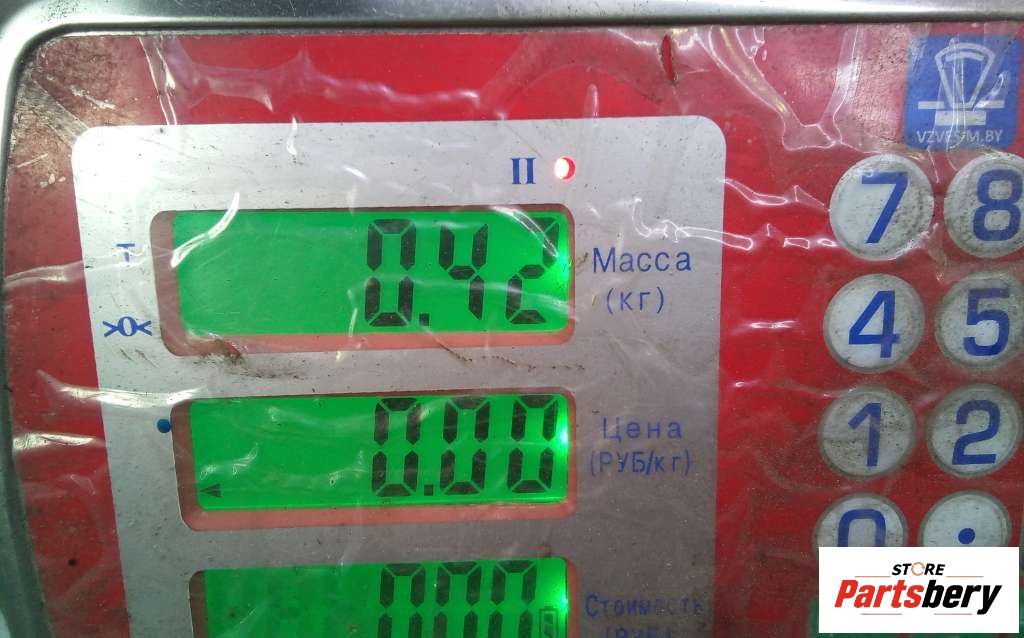 VZVESIM.BY
II
0.42
Масса
(кг)
>0<
7
8
4
5
0.00
Цена
(РУБ/кг)
1
2
0
.
Стоимость
STORE
Partsbery